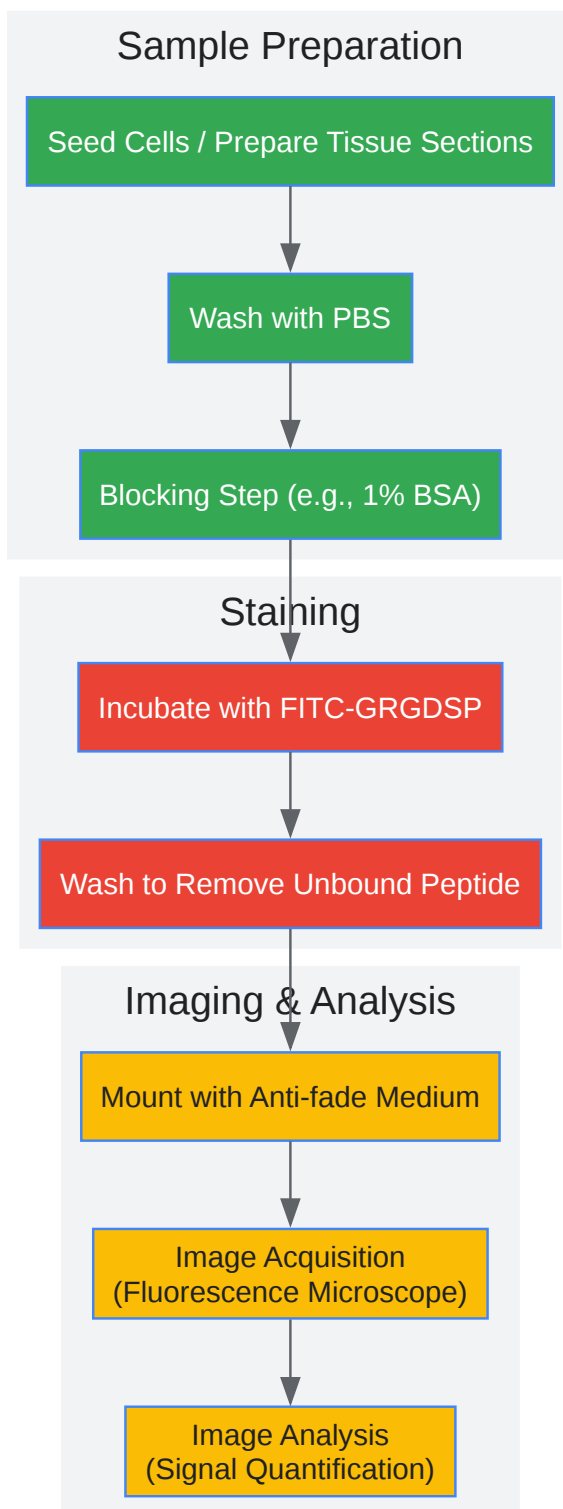 Sample Preparation
Seed Cells / Prepare Tissue Sections
Wash with PBS
Blocking Step (e.g., 1% BSA)
Staining
Incubate with FITC-GRGDSP
Wash to Remove Unbound Peptide
Imaging & Analysis
Mount with Anti-fade Medium
Image Acquisition
(Fluorescence Microscope)
Image Analysis
(Signal Quantification)